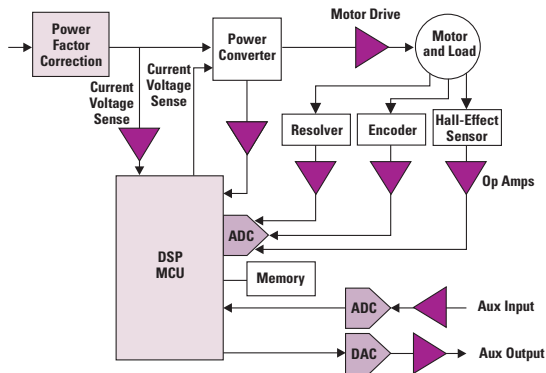 Power
Factor
Correction
Current
Voltage
Sense
Current
Voltage
Sense
Power
Converter
Motor Drive
Motor
and Load
Resolver
Encoder
Hall-Effect
Sensor
Op Amps
ADC
DSP
MCU
Memory
ADC
Aux Input
DAC
Aux Output